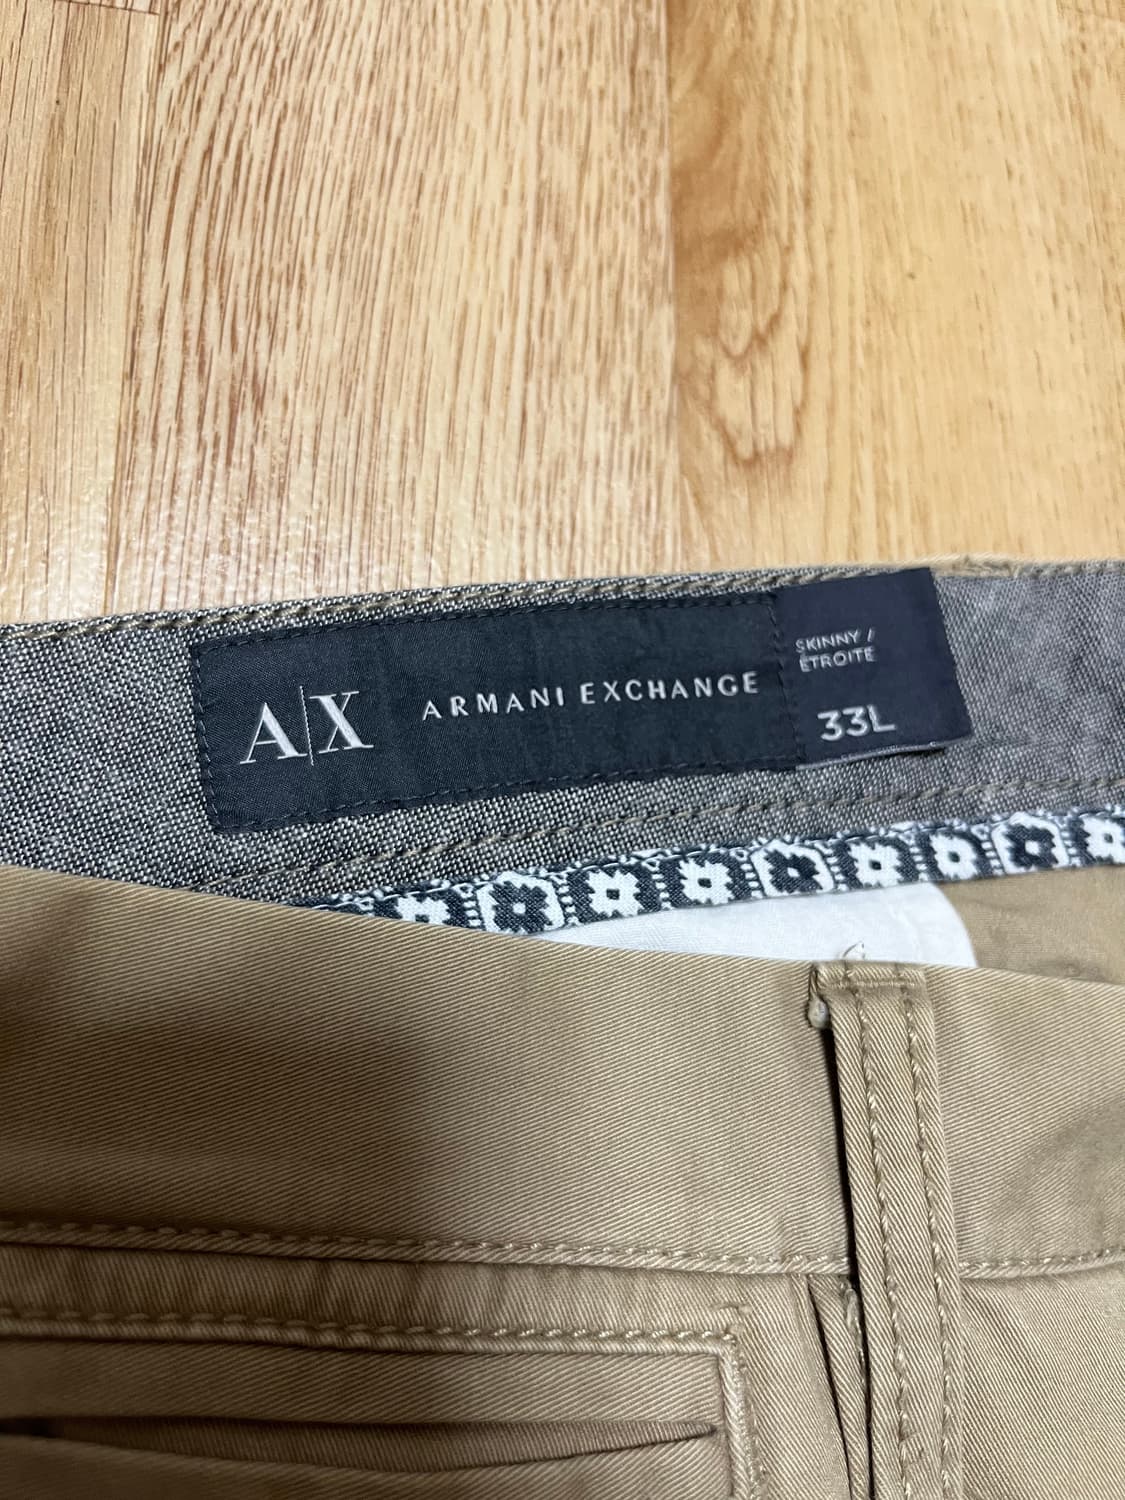 A|X ARMANI EXCHANGE
SKINNY /
ÉTROITE
33L